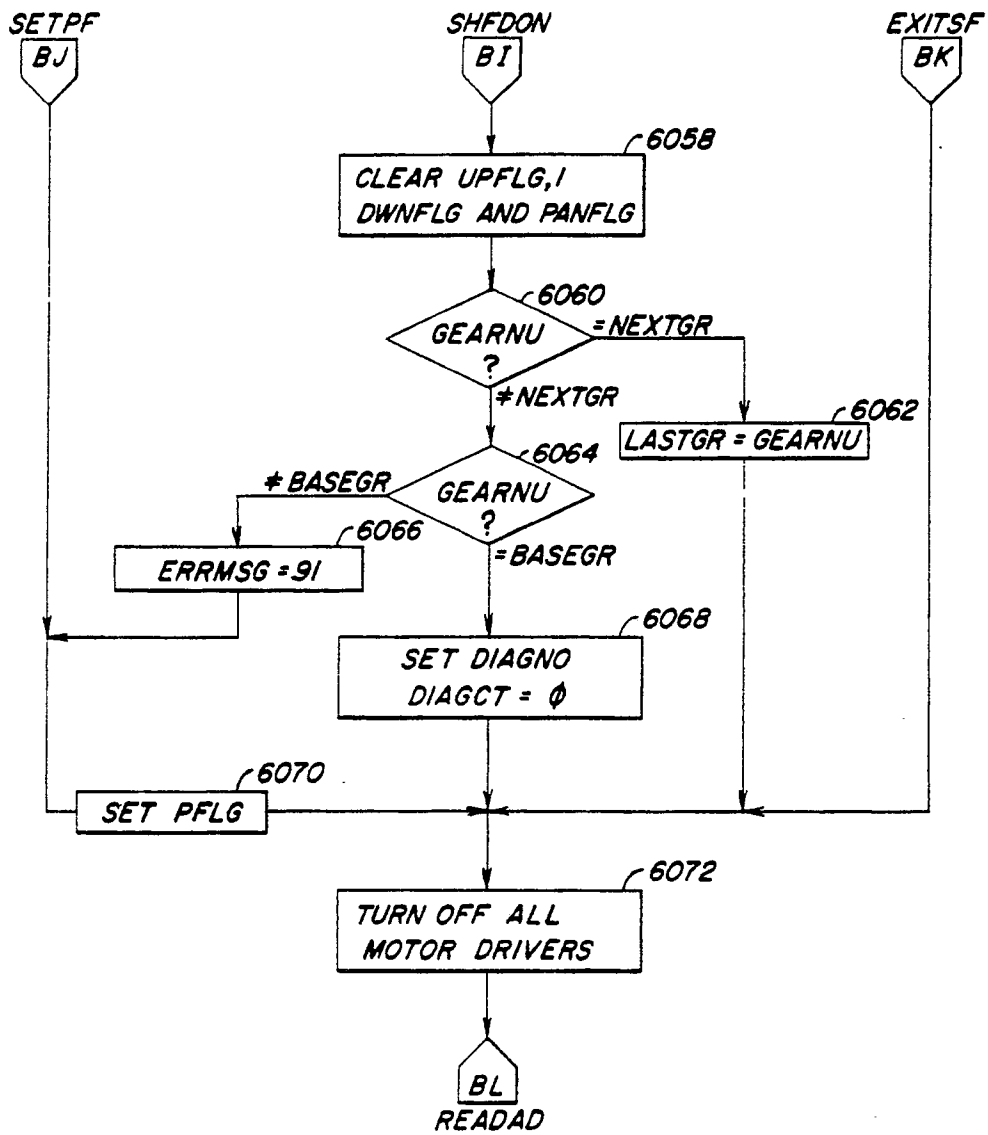 SETPF
SHFDON
EXITSF
BJ
BI
BK
6058
CLEAR UPFLG,1
DWNFLG AND PANFLG
6060
GEARNU
?
=NEXTGR
≠NEXTGR
6062
LASTGR = GEARNU
6064
GEARNU
?
≠BASEGR
=BASEGR
6066
ERRMSG =91
6068
SET DIAGNO
DIAGCT = ϕ
6070
SET PFLG
6072
TURN OFF ALL
MOTOR DRIVERS
BL
READAD